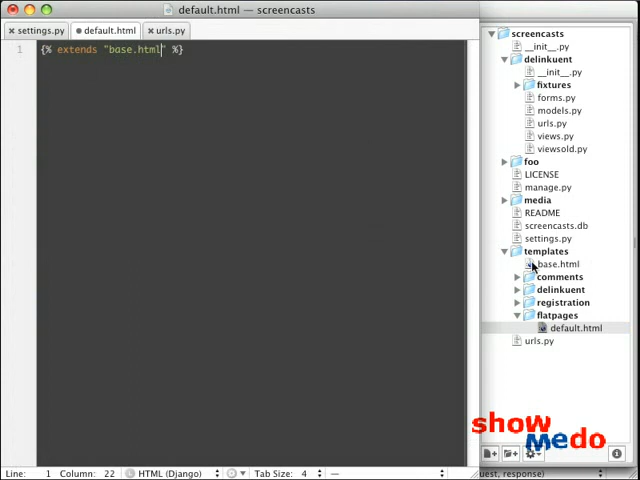 default.html — screencasts
settings.py
default.html
urls.py
1 {% extends "base.html" %}
screencasts
__init__.py
delinkuent
__init__.py
fixtures
forms.py
models.py
urls.py
views.py
viewsold.py
foo
LICENSE
manage.py
media
README
screencasts.db
settings.py
templates
base.html
comments
delinkuent
registration
flatpages
default.html
urls.py
show
medo
Line: 1 Column: 22 HTML (Django) Tab Size: 4 —
uest, response)